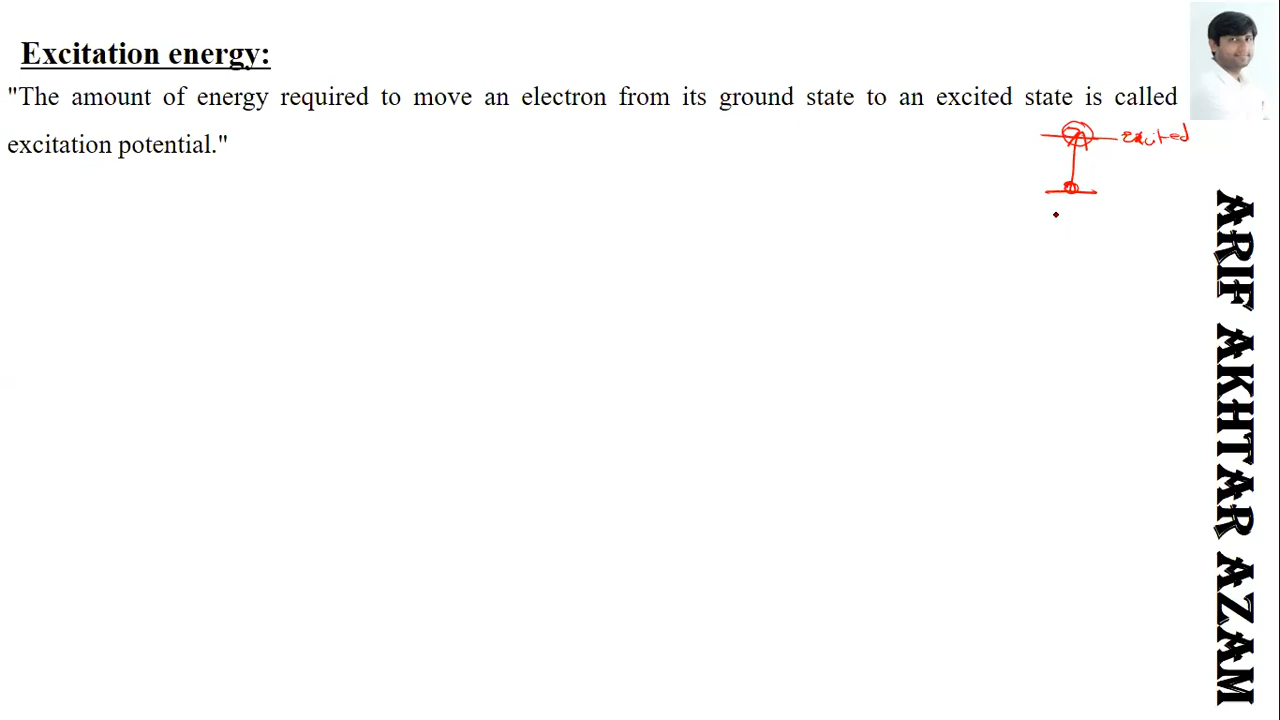 Excitation energy:
"The amount of energy required to move an electron from its ground state to an excited state is called
excitation potential."
excited
ARIF AKHTAR AZAM